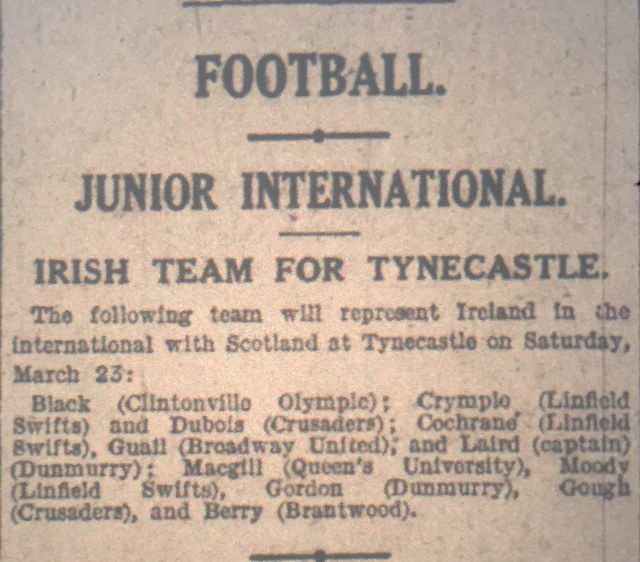 FOOTBALL.
JUNIOR INTERNATIONAL.
IRISH TEAM FOR TYNECASTLE.
The following team will represent Ireland in the
international with Scotland at Tynecastle on Saturday,
March 23:
Black (Clintonville Olympic); Crymple (Linfield
Swifts) and Dubois (Crusaders); Cochrane (Linfield
Swifts), Guail (Broadway United); and Laird (captain)
(Dunmurry); Macgill (Queen's University), Moody
(Linfield Swifts), Gordon (Dunmurry), Gough
(Crusaders), and Berry (Brantwood).